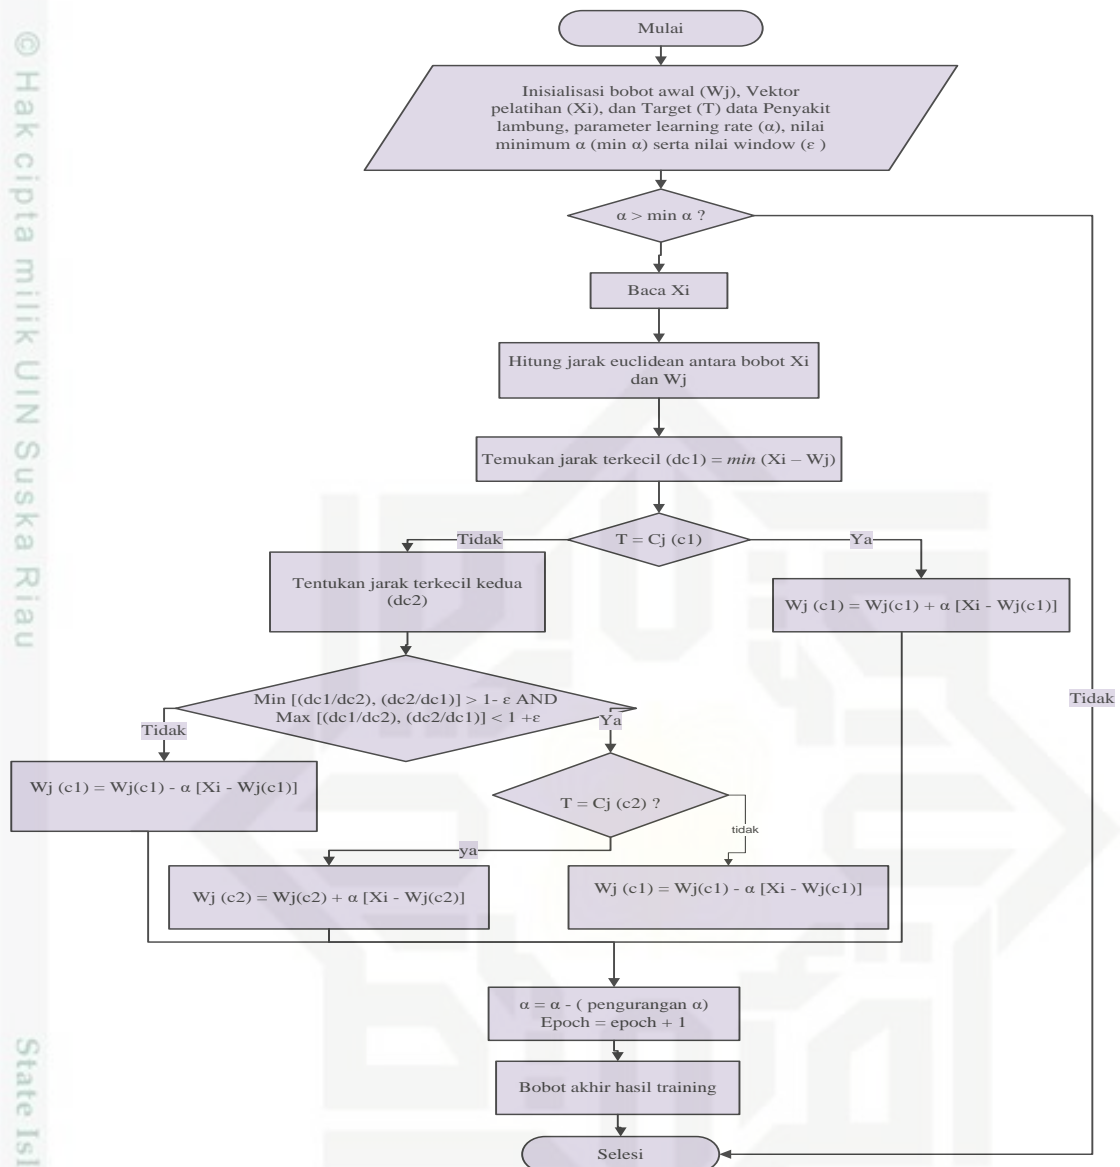 © Hak cipta milik UIN Suska Riau
State Isl
Mulai
Inisialisasi bobot awal (Wj), Vektor
pelatihan (Xi), dan Target (T) data Penyakit
lambung, parameter learning rate (α), nilai
minimum α (min α) serta nilai window (ε )
α > min α ?
Baca Xi
Hitung jarak euclidean antara bobot Xi
dan Wj
Temukan jarak terkecil (dc1) = min (Xi – Wj)
T = Cj (c1)
Tidak
Ya
Tentukan jarak terkecil kedua
(dc2)
Wj (c1) = Wj(c1) + α [Xi - Wj(c1)]
Min [(dc1/dc2), (dc2/dc1)] > 1- ε AND
Max [(dc1/dc2), (dc2/dc1)] < 1 +ε
Tidak
Ya
Tidak
Wj (c1) = Wj(c1) - α [Xi - Wj(c1)]
T = Cj (c2) ?
tidak
ya
Wj (c2) = Wj(c2) + α [Xi - Wj(c2)]
Wj (c1) = Wj(c1) - α [Xi - Wj(c1)]
α = α - ( pengurangan α)
Epoch = epoch + 1
Bobot akhir hasil training
Selesi